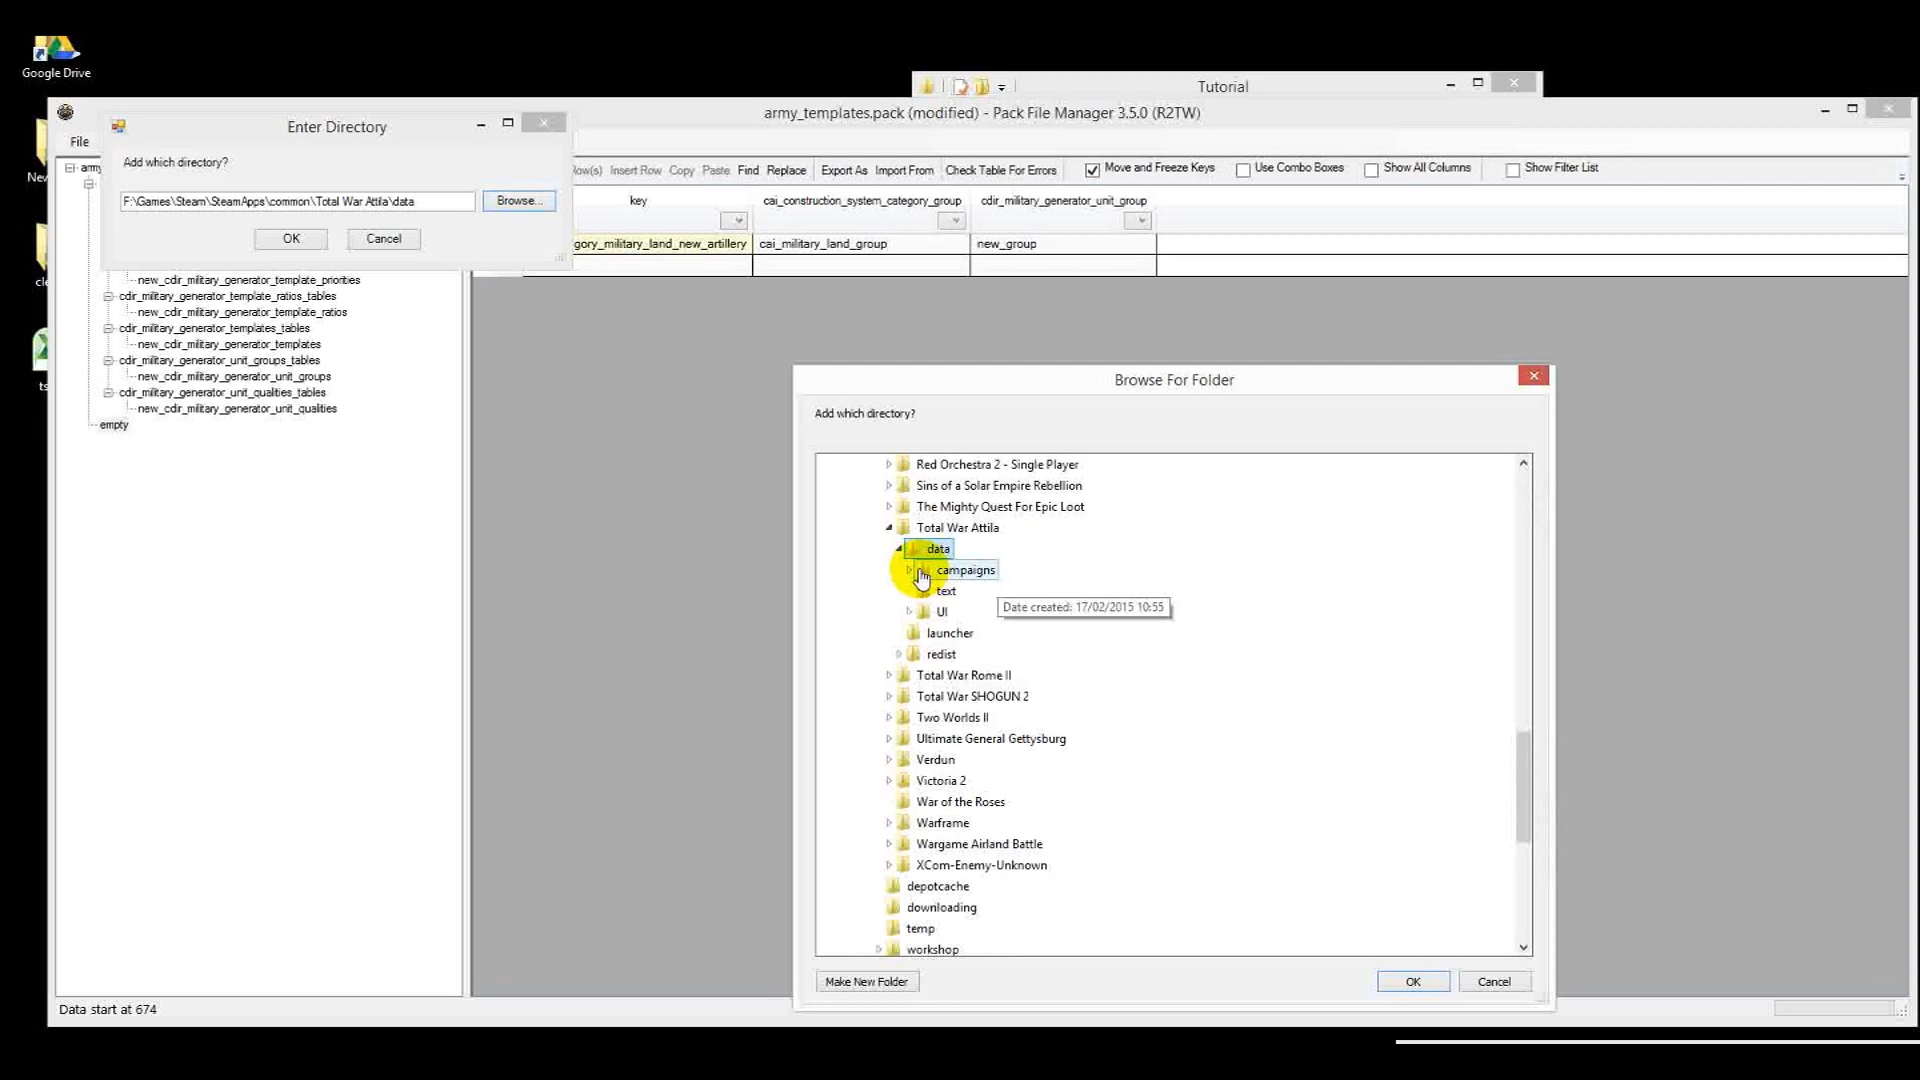 Google Drive
Tutorial
army_templates.pack (modified) - Pack File Manager 3.5.0 (R2TW)
Enter Directory
File
Add which directory?
F:\Games\Steam\SteamApps\common\Total War Attila\data
Browse...
OK
Cancel
Row(s) Insert Row Copy Paste Find Replace Export As Import From Check Table For Errors Move and Freeze Keys Use Combo Boxes Show All Columns Show Filter List
key cai_construction_system_category_group cdir_military_generator_unit_group
gory_military_land_new_artillery cai_military_land_group new_group
army
New
cle
ts
new_cdir_military_generator_template_priorities
cdir_military_generator_template_ratios_tables
new_cdir_military_generator_template_ratios
cdir_military_generator_templates_tables
new_cdir_military_generator_templates
cdir_military_generator_unit_groups_tables
new_cdir_military_generator_unit_groups
cdir_military_generator_unit_qualities_tables
new_cdir_military_generator_unit_qualities
empty
Browse For Folder
Add which directory?
Red Orchestra 2 - Single Player
Sins of a Solar Empire Rebellion
The Mighty Quest For Epic Loot
Total War Attila
data
campaigns
text
Date created: 17/02/2015 10:55
UI
launcher
redist
Total War Rome II
Total War SHOGUN 2
Two Worlds II
Ultimate General Gettysburg
Verdun
Victoria 2
War of the Roses
Warframe
Wargame Airland Battle
XCom-Enemy-Unknown
depotcache
downloading
temp
workshop
Make New Folder
OK
Cancel
Data start at 674